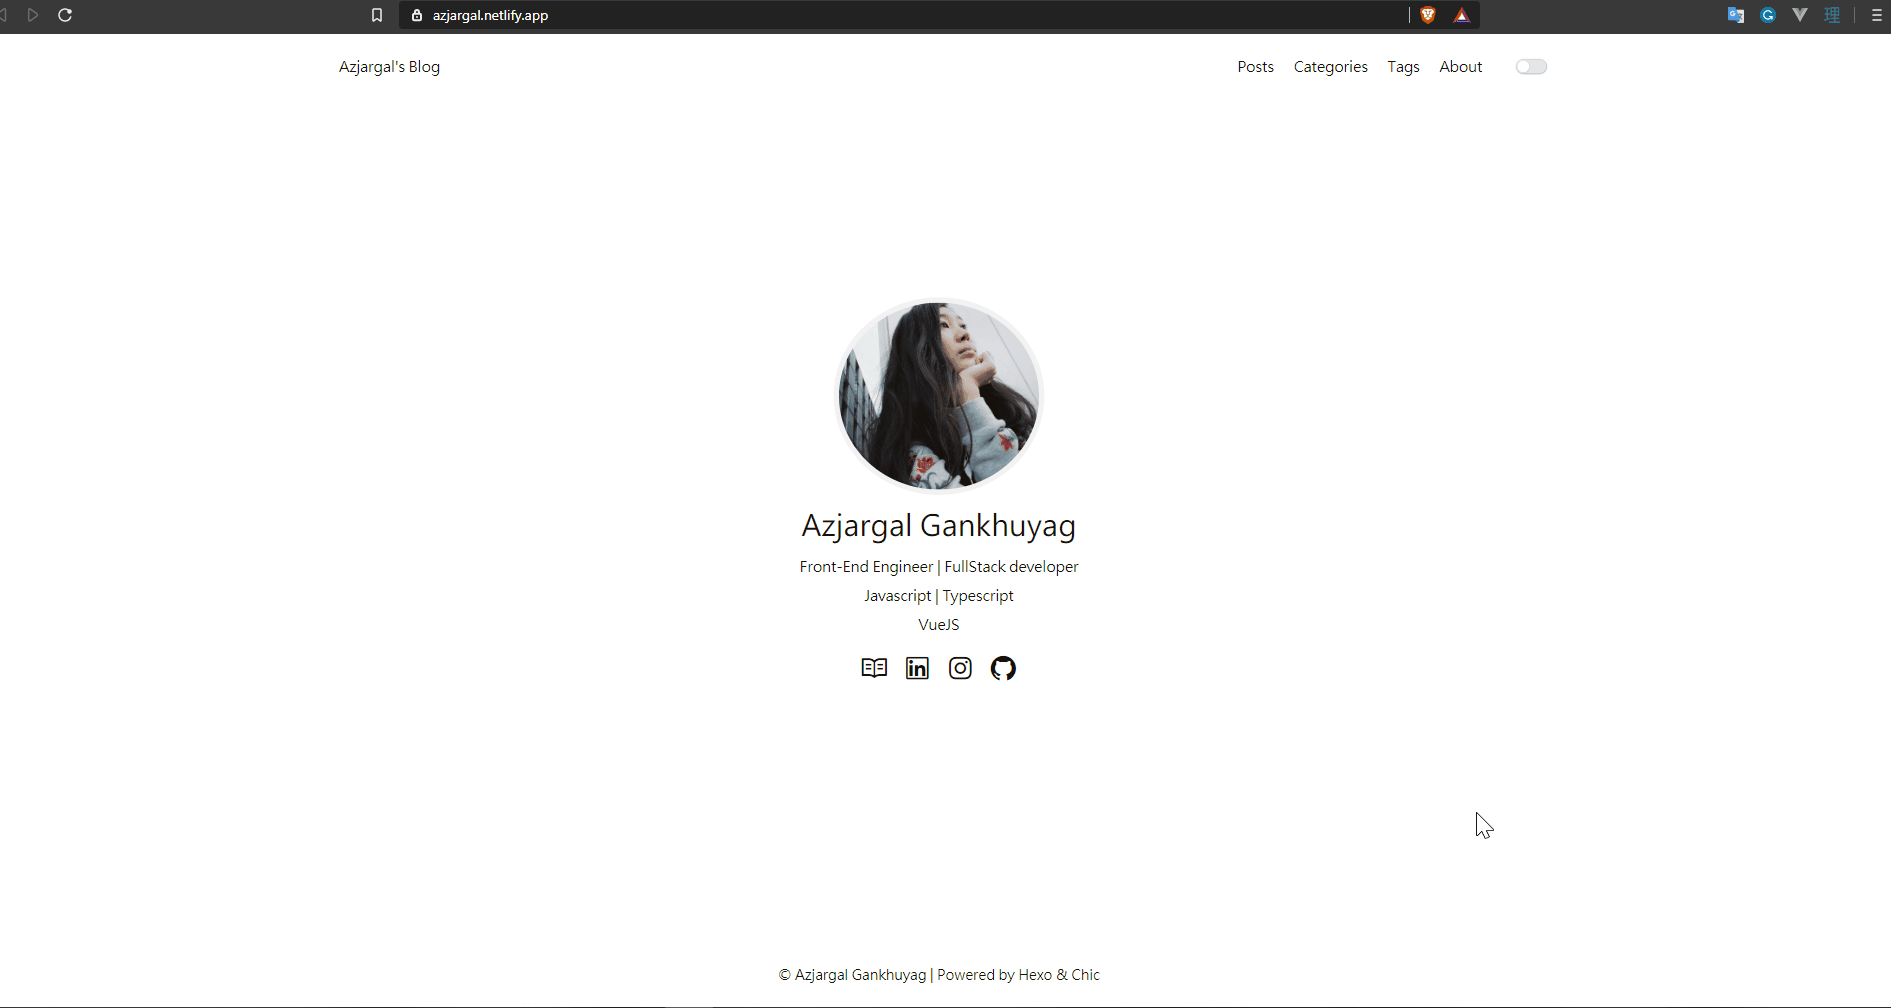 azjargal.netlify.app
Azjargal's Blog
Posts Categories Tags About
Azjargal Gankhuyag
Front-End Engineer | FullStack developer
Javascript | Typescript
VueJS
© Azjargal Gankhuyag | Powered by Hexo & Chic